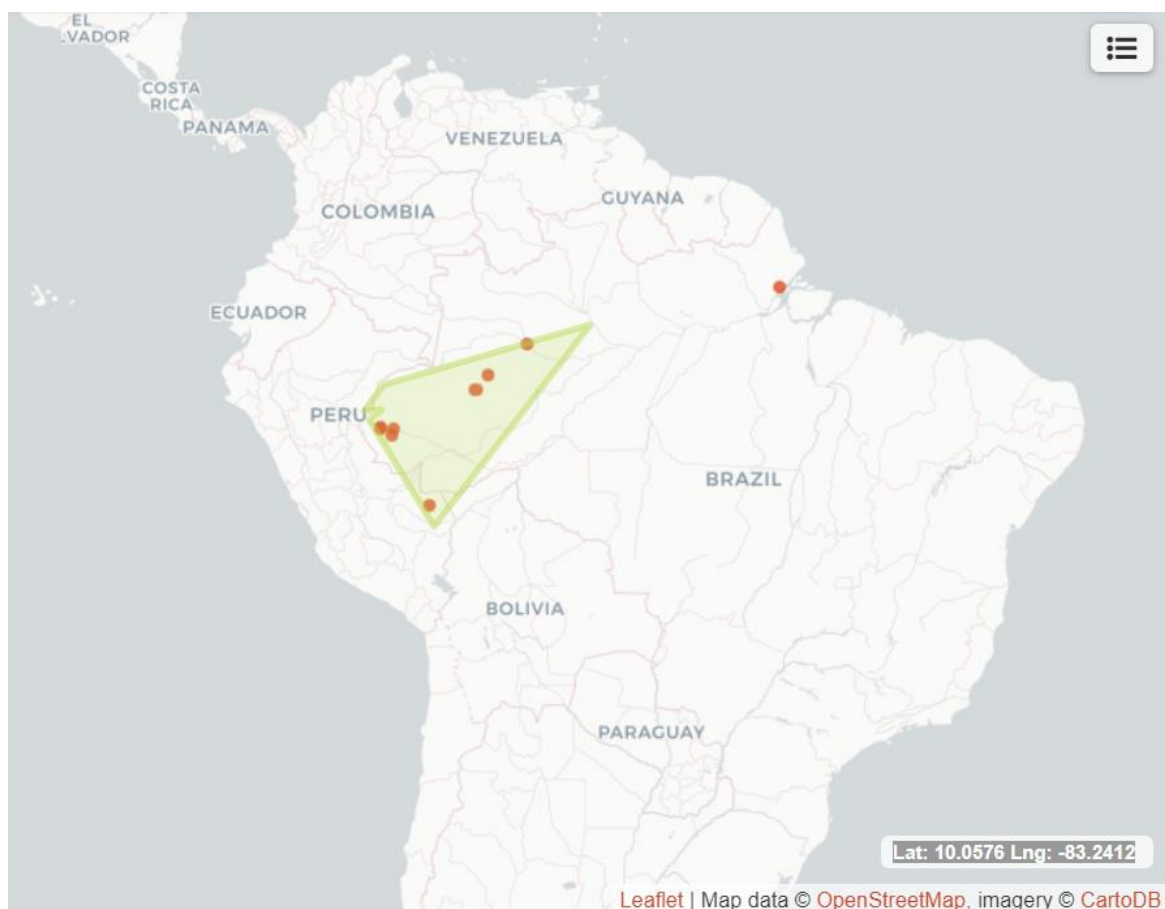 EL
.VADOR
COSTA
RICA
PANAMA
VENEZUELA
GUYANA
COLOMBIA
ECUADOR
PERU
BRAZIL
BOLIVIA
PARAGUAY
Lat: 10.0576 Lng: -83.2412
Leaflet | Map data © OpenStreetMap, imagery © CartoDB